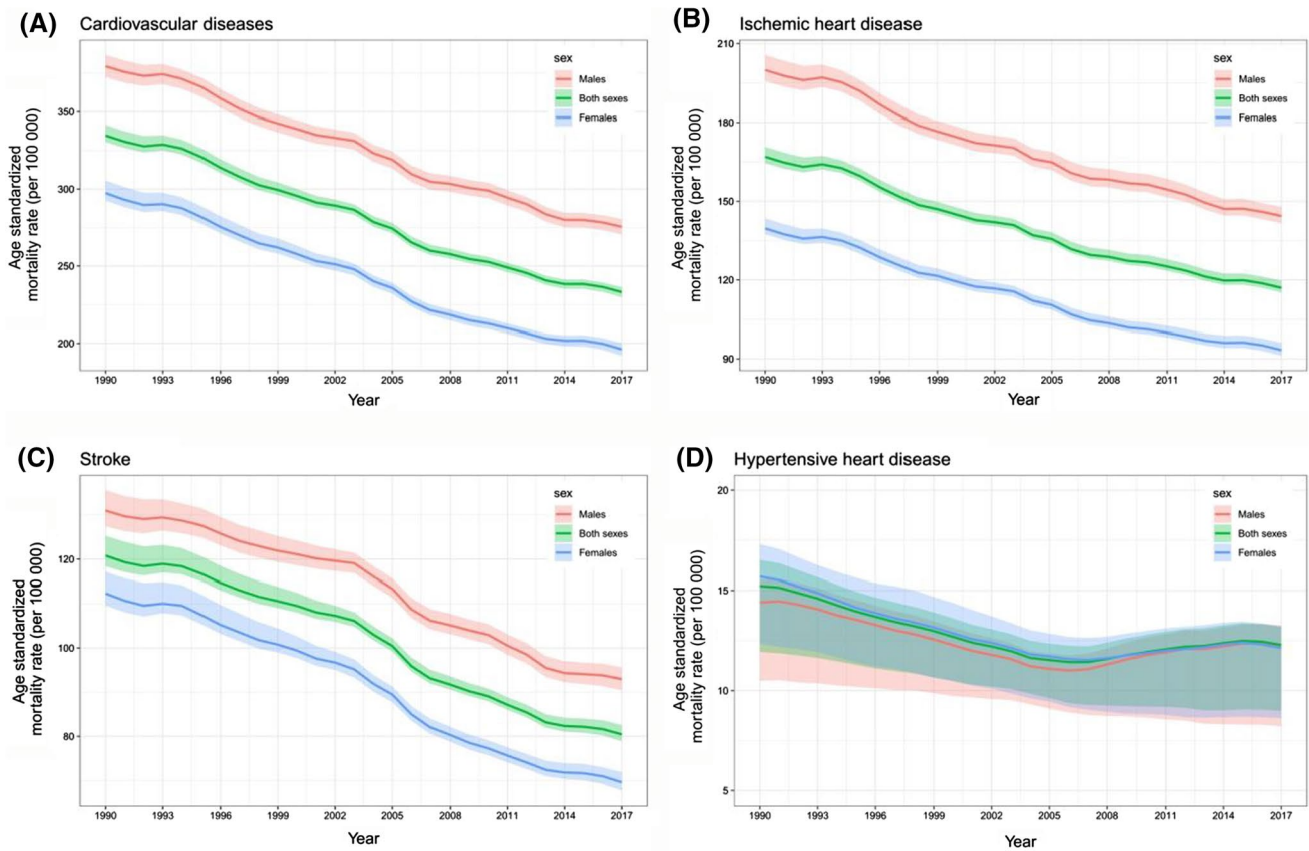 (A) Cardiovascular diseases
Age standardized
mortality rate (per 100 000)
350
300
250
200
sex
Males
Both sexes
Females
1990 1993 1996 1999 2002 2005 2008 2011 2014 2017
Year
(B) Ischemic heart disease
Age standardized
mortality rate (per 100 000)
210
180
150
120
90
sex
Males
Both sexes
Females
1990 1993 1996 1999 2002 2005 2008 2011 2014 2017
Year
(C) Stroke
Age standardized
mortality rate (per 100 000)
120
100
80
sex
Males
Both sexes
Females
1990 1993 1996 1999 2002 2005 2008 2011 2014 2017
Year
(D) Hypertensive heart disease
Age standardized
mortality rate (per 100 000)
20
15
10
5
sex
Males
Both sexes
Females
1990 1993 1996 1999 2002 2005 2008 2011 2014 2017
Year